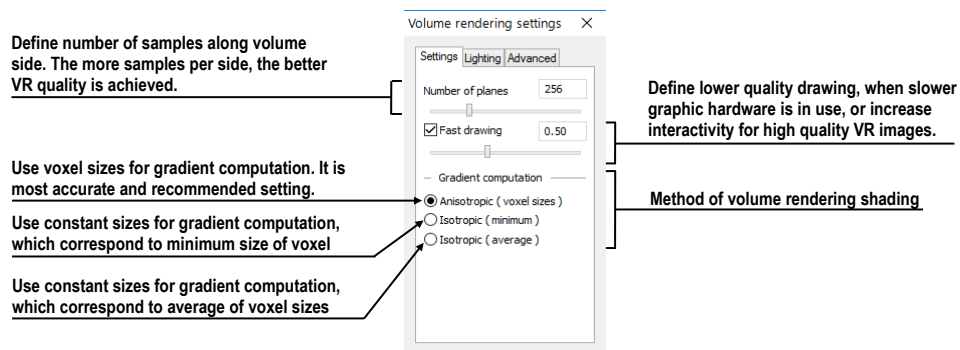 Volume rendering settings
Define number of samples along volume
side. The more samples per side, the better
VR quality is achieved.
Settings Lighting Advanced
Number of planes 256
Fast drawing 0.50
Define lower quality drawing, when slower
graphic hardware is in use, or increase
interactivity for high quality VR images.
Use voxel sizes for gradient computation. It is
most accurate and recommended setting.
Gradient computation
Anisotropic ( voxel sizes )
Isotropic ( minimum )
Isotropic ( average )
Method of volume rendering shading
Use constant sizes for gradient computation,
which correspond to minimum size of voxel
Use constant sizes for gradient computation,
which correspond to average of voxel sizes